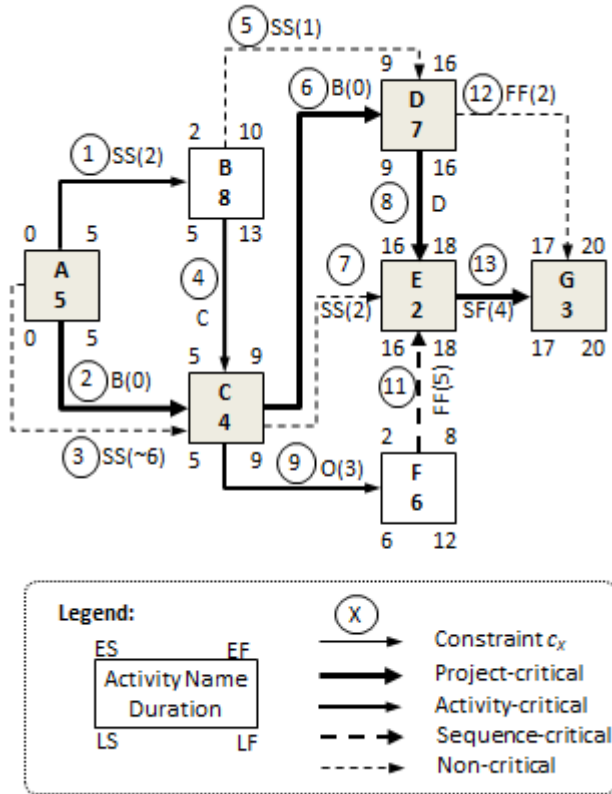 5 SS(1)
9 16
6 B(0)
D
7
12 FF(2)
9 16
2 10
1 SS(2)
B
8
8 D
5 13
0 5
A
5
0 5
4
C
7
SS(2)
16 18
E
2
16 18
13
SF(4)
17 20
G
3
17 20
2 B(0)
5 9
C
4
5 9
3 SS(~6)
11 FF(5)
9 O(3)
2 8
F
6
6 12
Legend:
ES EF
Activity Name
Duration
LS LF
X
Constraint cx
Project-critical
Activity-critical
Sequence-critical
Non-critical